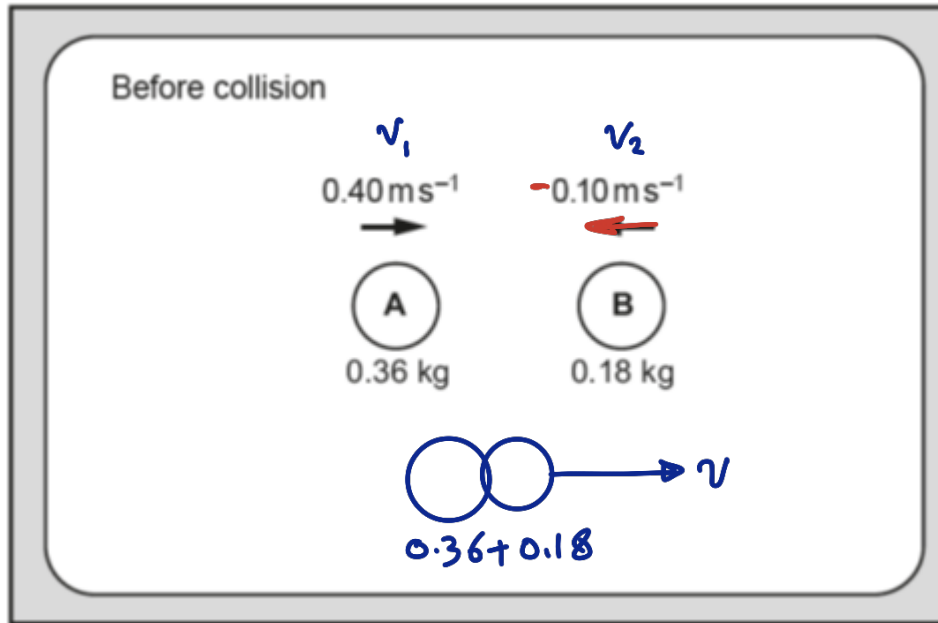 Before collision
v₁ v₂
0.40 m s⁻¹ -0.10 m s⁻¹
A B
0.36 kg 0.18 kg
v
0.36+0.18